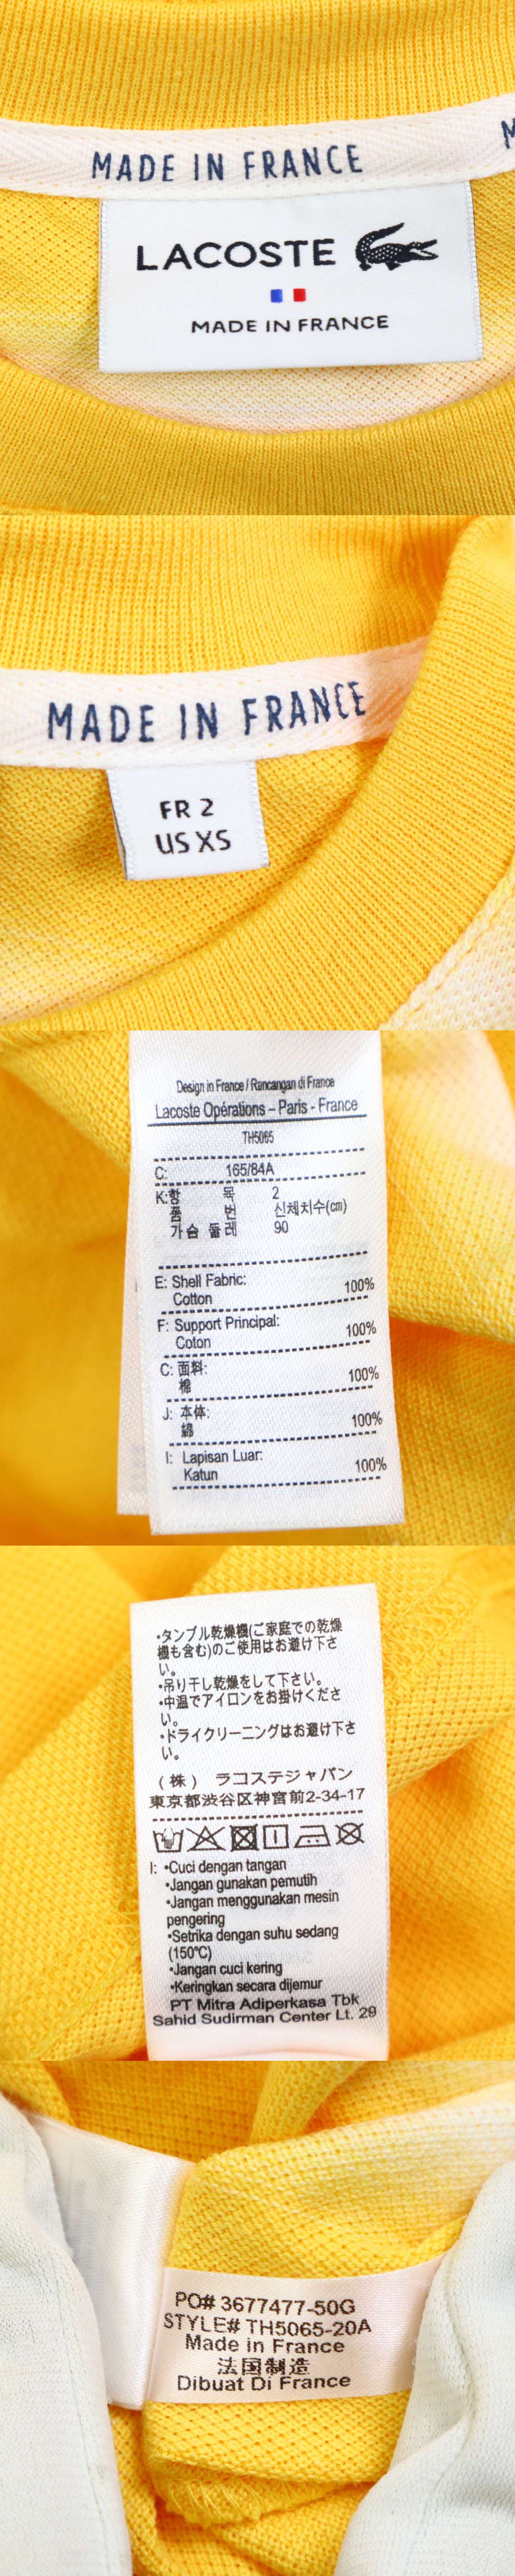 MADE IN FRANCE
LACOSTE
MADE IN FRANCE
MADE IN FRANCE
FR 2
US XS
Design in France / Rancangan di France
Lacoste Opérations – Paris - France
TH5065
C: 165/84A
K:항 목 2
품 번 신체치수(cm)
가슴 둘레 90
E: Shell Fabric: 100%
Cotton
F: Support Principal: 100%
Coton
C: 面料: 100%
棉
J: 本体: 100%
綿
I: Lapisan Luar: 100%
Katun
・タンブル乾燥機(ご家庭での乾燥
機も含む)のご使用はお避け下さ
い。
・吊り干し乾燥をして下さい。
・中温でアイロンをお掛けくださ
い。
・ドライクリーニングはお避け下さ
い。
(株) ラコステジャパン
東京都渋谷区神宮前2-34-17
I: •Cuci dengan tangan
•Jangan gunakan pemutih
•Jangan menggunakan mesin
pengering
•Setrika dengan suhu sedang
(150°C)
•Jangan cuci kering
•Keringkan secara dijemur
PT Mitra Adiperkasa Tbk
Sahid Sudirman Center Lt. 29
PO# 3677477-50G
STYLE# TH5065-20A
Made in France
法国制造
Dibuat Di France